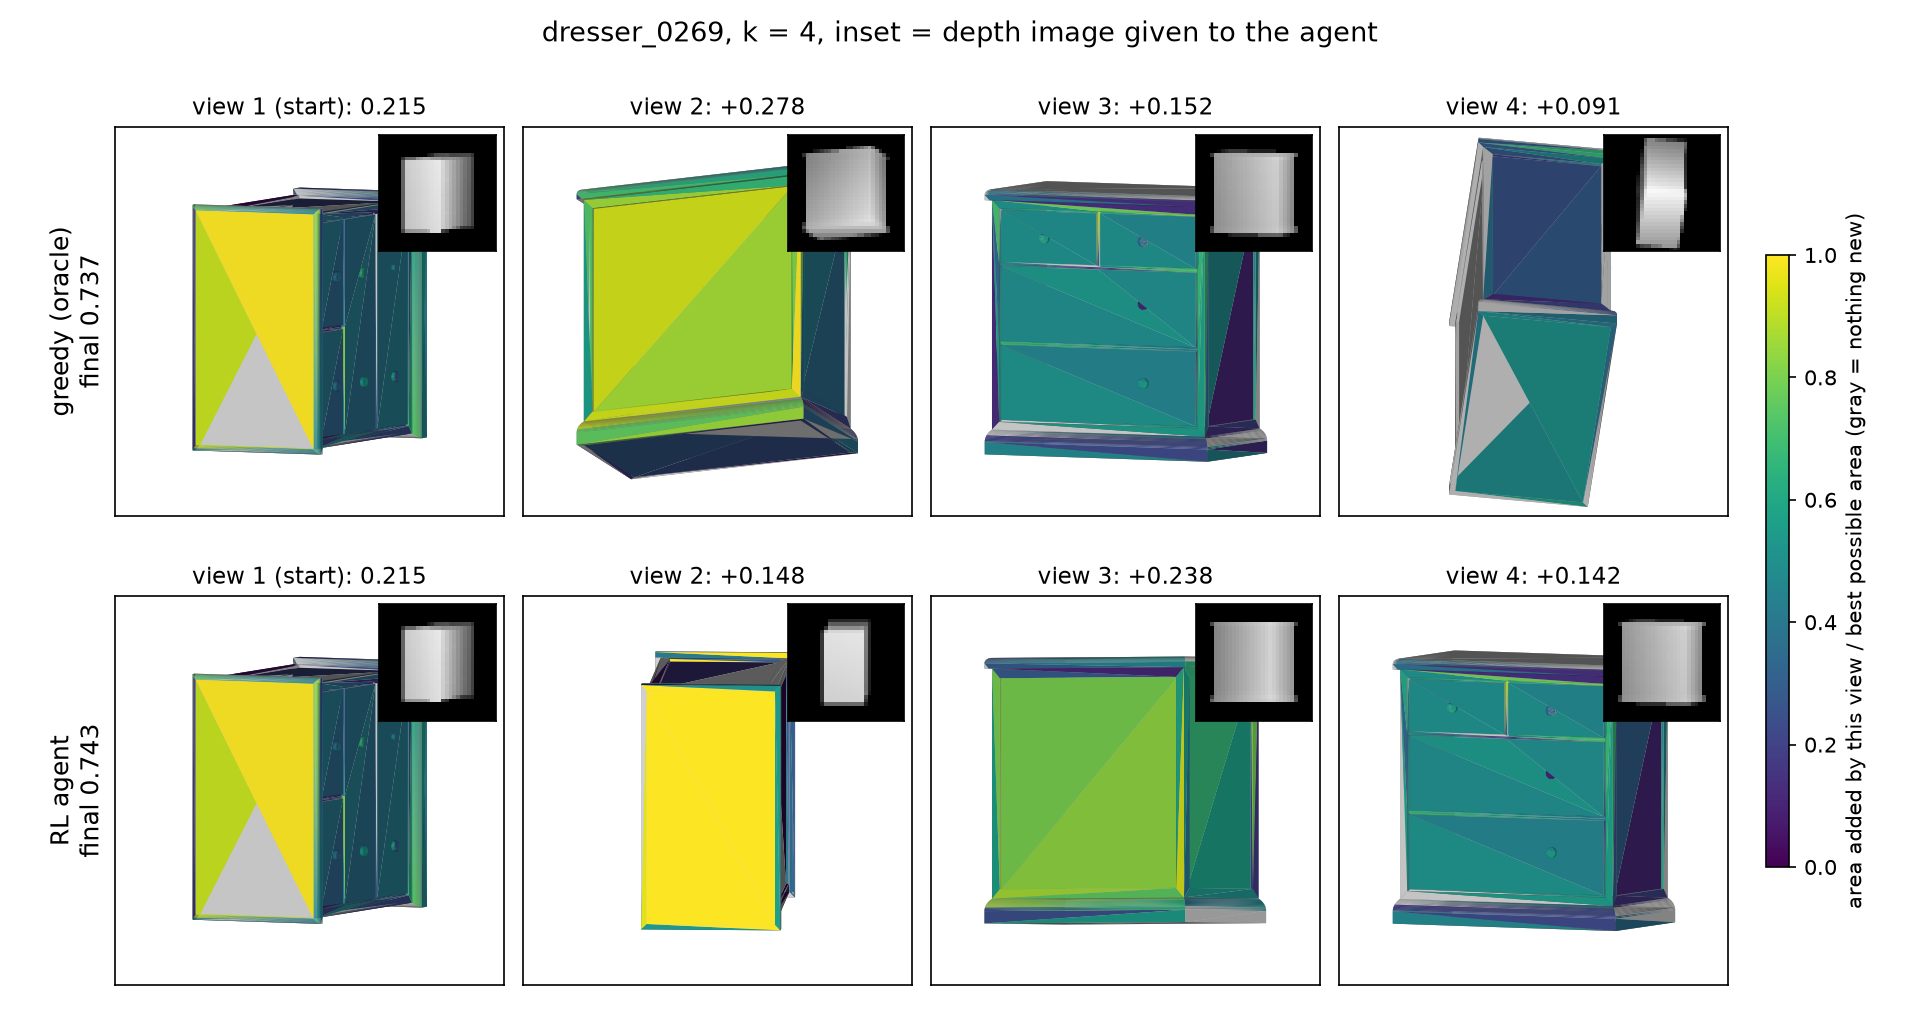 dresser_0269, k = 4, inset = depth image given to the agent
greedy (oracle)
final 0.737
view 1 (start): 0.215
view 2: +0.278
view 3: +0.152
view 4: +0.091
RL agent
final 0.743
view 1 (start): 0.215
view 2: +0.148
view 3: +0.238
view 4: +0.142
1.0
0.8
0.6
0.4
0.2
0.0
area added by this view / best possible area (gray = nothing new)